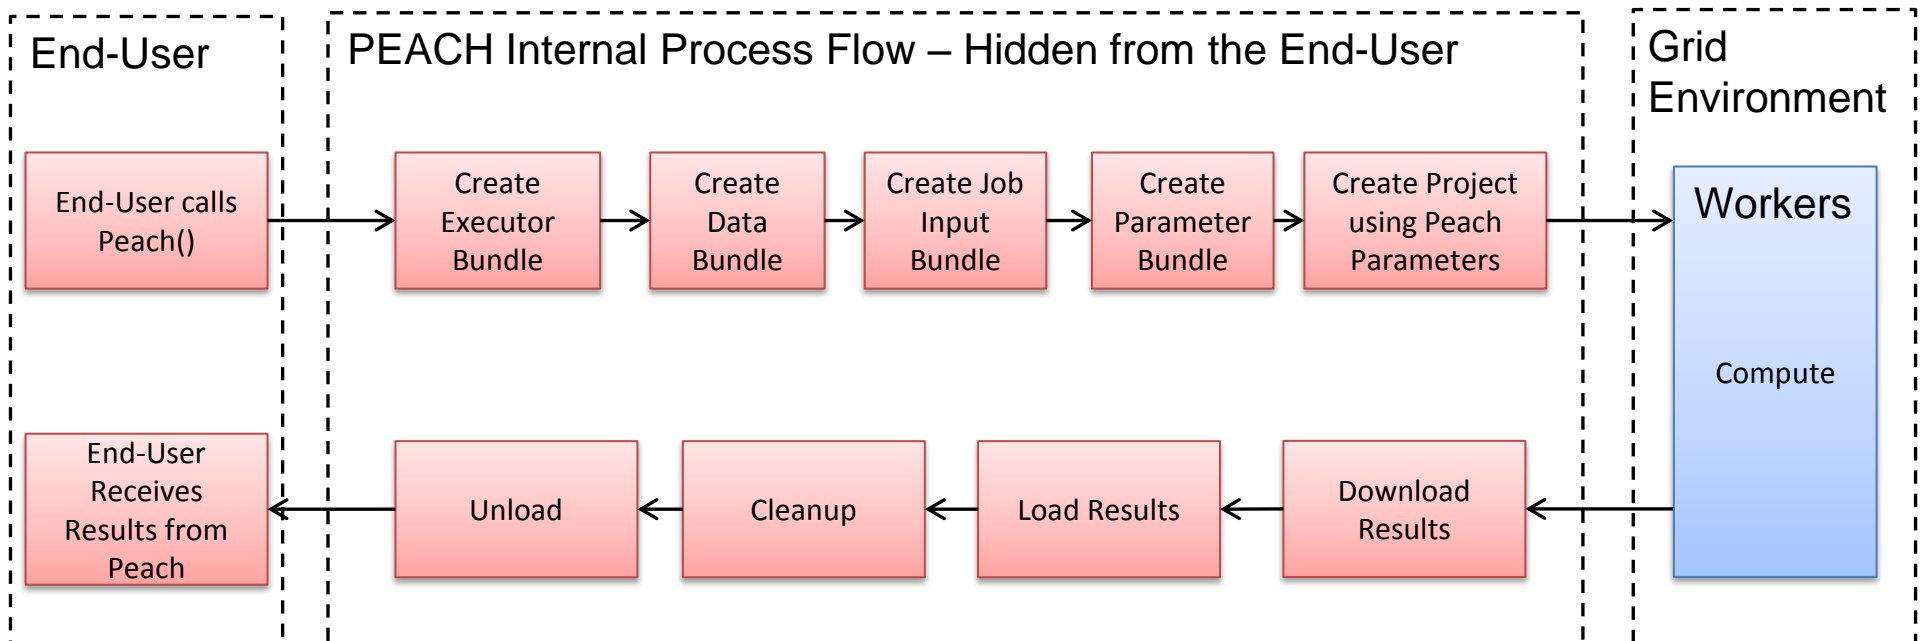 End-User
PEACH Internal Process Flow – Hidden from the End-User
Grid
Environment
End-User calls
Peach()
Create
Executor
Bundle
Create
Data
Bundle
Create Job
Input
Bundle
Create
Parameter
Bundle
Create Project
using Peach
Parameters
Workers
Compute
End-User
Receives
Results from
Peach
Unload
Cleanup
Load Results
Download
Results